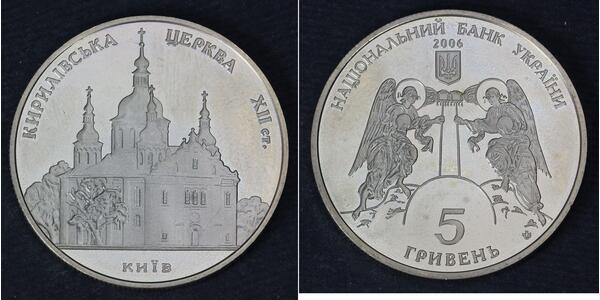 КИРИЛІВСЬКА ЦЕРКВА XII ст.
КИЇВ
НАЦІОНАЛЬНИЙ БАНК УКРАЇНИ
2006
5
ГРИВЕНЬ